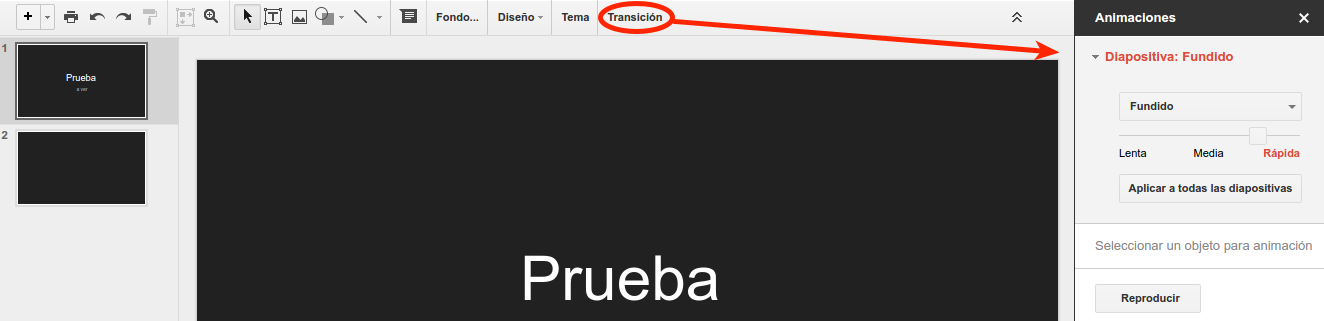 Fondo... Diseño Tema Transición
1
Prueba
a ver
2
Prueba
Animaciones
Diapositiva: Fundido
Fundido
Lenta Media Rápida
Aplicar a todas las diapositivas
Seleccionar un objeto para animación
Reproducir